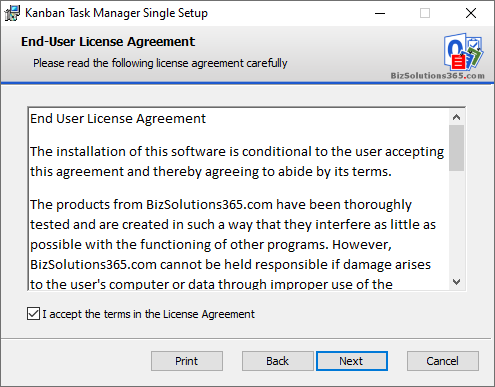 Kanban Task Manager Single Setup
End-User License Agreement
Please read the following license agreement carefully
BizSolutions365.com
End User License Agreement
The installation of this software is conditional to the user accepting
this agreement and thereby agreeing to abide by its terms.
The products from BizSolutions365.com have been thoroughly
tested and are created in such a way that they interfere as little as
possible with the functioning of other programs. However,
BizSolutions365.com cannot be held responsible if damage arises
to the user's computer or data through improper use of the
I accept the terms in the License Agreement
Print Back Next Cancel